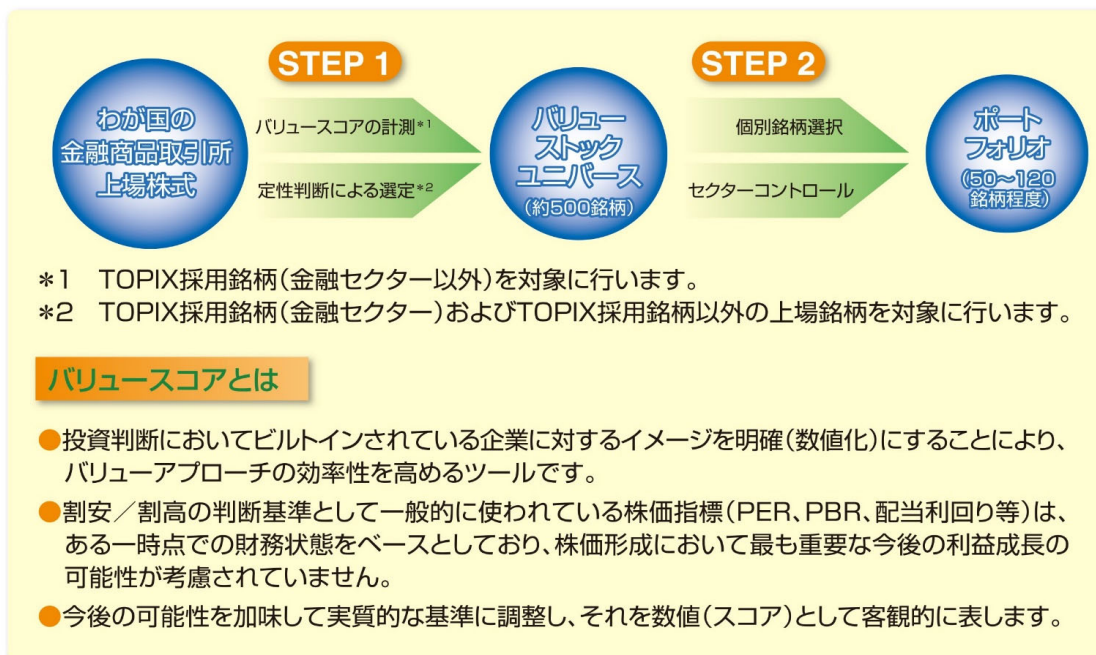 STEP 1
STEP 2
わが国の
金融商品取引所
上場株式
バリュースコアの計測*1
定性判断による選定*2
バリュー
ストック
ユニバース
(約500銘柄)
個別銘柄選択
セクターコントロール
ポート
フォリオ
(50~120
銘柄程度)
*1 TOPIX採用銘柄(金融セクター以外)を対象に行います。
*2 TOPIX採用銘柄(金融セクター)およびTOPIX採用銘柄以外の上場銘柄を対象に行います。
バリュースコアとは
●投資判断においてビルトインされている企業に対するイメージを明確(数値化)にすることにより、
バリューアプローチの効率性を高めるツールです。
●割安/割高の判断基準として一般的に使われている株価指標(PER、PBR、配当利回り等)は、
ある一時点での財務状態をベースとしており、株価形成において最も重要な今後の利益成長の
可能性が考慮されていません。
●今後の可能性を加味して実質的な基準に調整し、それを数値(スコア)として客観的に表します。